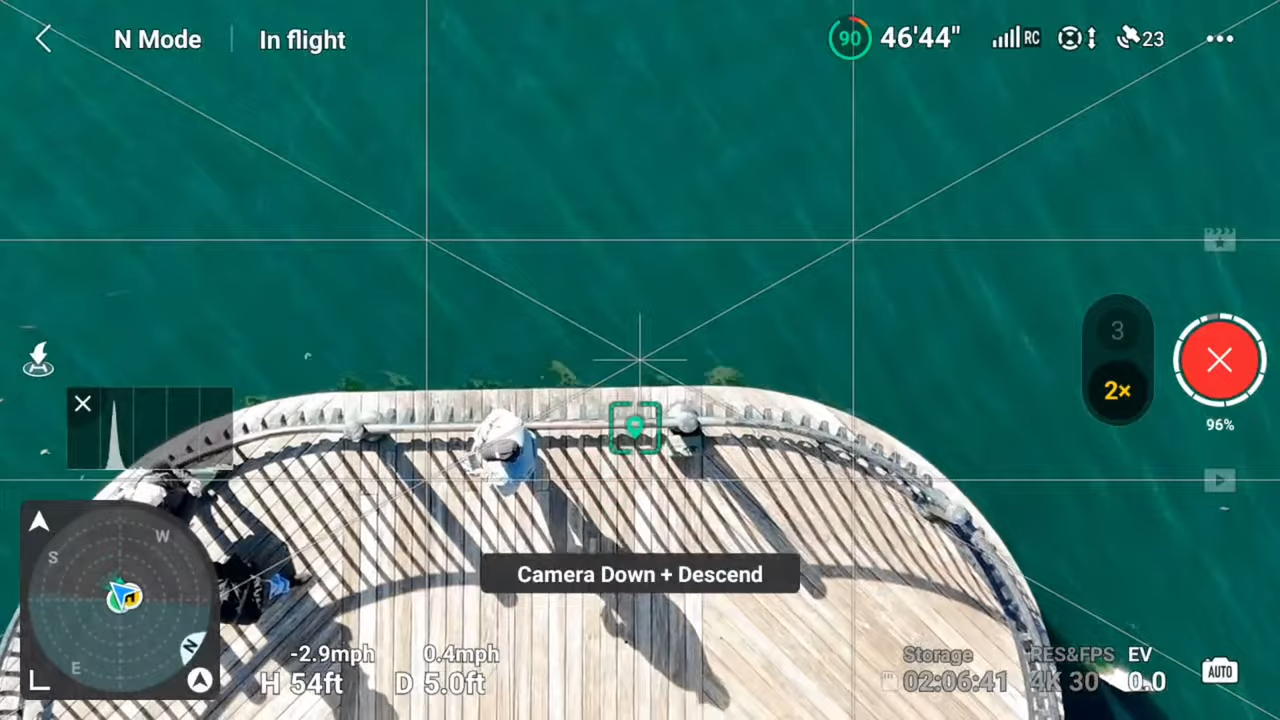 N Mode
In flight
90
46'44"
RC
23
3
2×
96%
W
S
N
E
Camera Down + Descend
-2.9mph
0.4mph
H 54ft
D 5.0ft
Storage
02:06:41
RES&FPS
4K 30
EV
0.0
AUTO